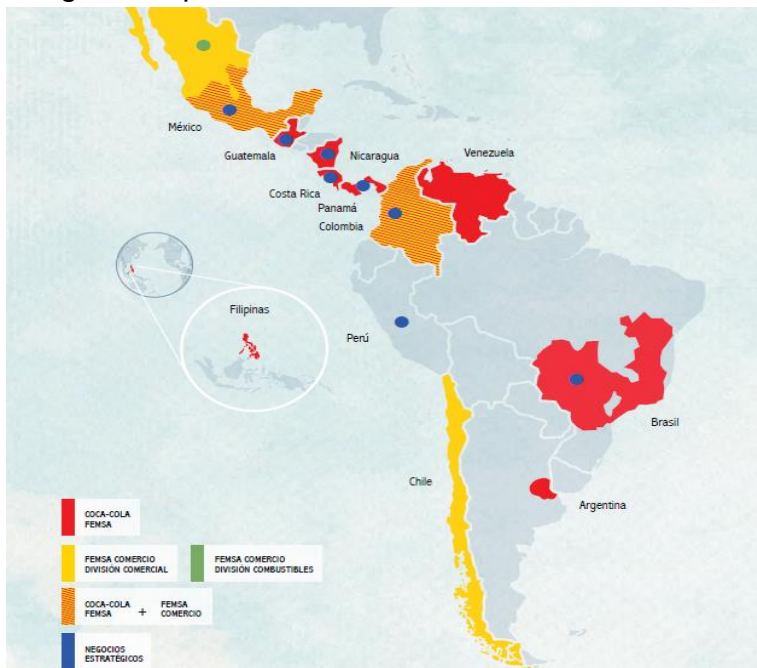 México
Guatemala
Nicaragua
Venezuela
Costa Rica
Panamá
Colombia
Filipinas
Perú
Brasil
Chile
Argentina
COCA-COLA
FEMSA
FEMSA COMERCIO
DIVISIÓN COMERCIAL
FEMSA COMERCIO
DIVISIÓN COMBUSTIBLES
COCA-COLA
FEMSA
+
FEMSA
COMERCIO
NEGOCIOS
ESTRATÉGICOS